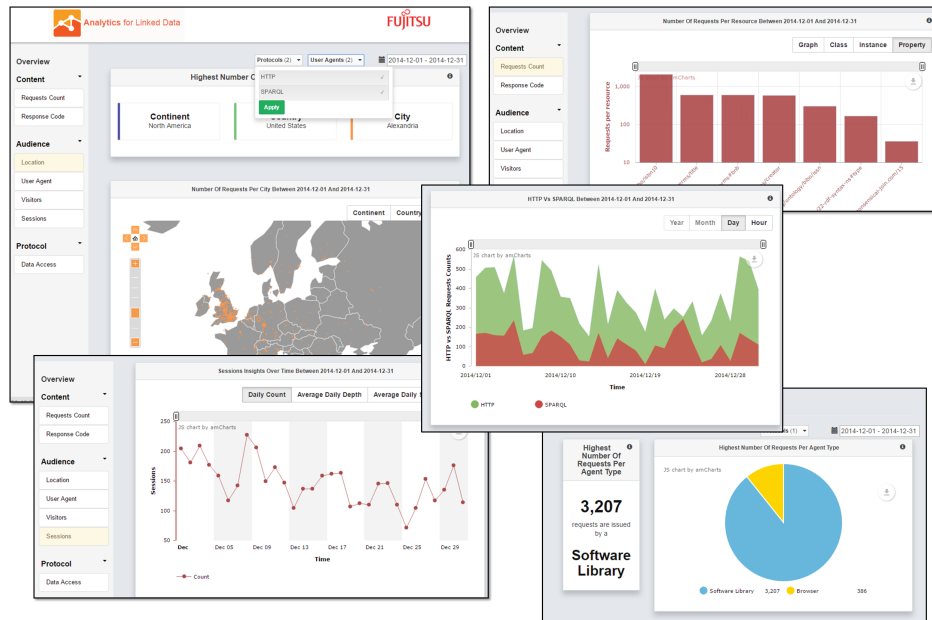 Analytics for Linked Data
FUJITSU
Overview
Content
Requests Count
Response Code
Audience
Location
User Agent
Visitors
Sessions
Protocol
Data Access
Protocols (2)
User Agents (2)
2014-12-01 - 2014-12-31
HTTP
SPARQL
Apply
Highest Number O
Continent
North America
United States
City
Alexandria
Number Of Requests Per City Between 2014-12-01 And 2014-12-31
Continent
Country
Overview
Content
Requests Count
Response Code
Audience
Location
User Agent
Visitors
Number Of Requests Per Resource Between 2014-12-01 And 2014-12-31
Graph
Class
Instance
Property
Requests per resource
1,000
100
10
HTTP Vs SPARQL Between 2014-12-01 And 2014-12-31
Year
Month
Day
Hour
JS chart by amCharts
HTTP vs SPARQL Requests Counts
600
500
400
300
200
100
0
2014/12/01
2014/12/10
2014/12/19
2014/12/28
Time
HTTP
SPARQL
Overview
Content
Requests Count
Response Code
Audience
Location
User Agent
Visitors
Sessions
Protocol
Data Access
Sessions Insights Over Time Between 2014-12-01 And 2014-12-31
Daily Count
Average Daily Depth
Average Daily
JS chart by amCharts
Sessions
250
200
150
100
50
Dec
Dec 05
Dec 09
Dec 13
Dec 17
Dec 21
Dec 25
Dec 29
Time
Count
(1)
2014-12-01 - 2014-12-31
Highest
Number Of
Requests Per
Agent Type
3,207
requests are issued
by a
Software
Library
Highest Number Of Requests Per Agent Type
JS chart by amCharts
Software Library 3,207
Browser 386